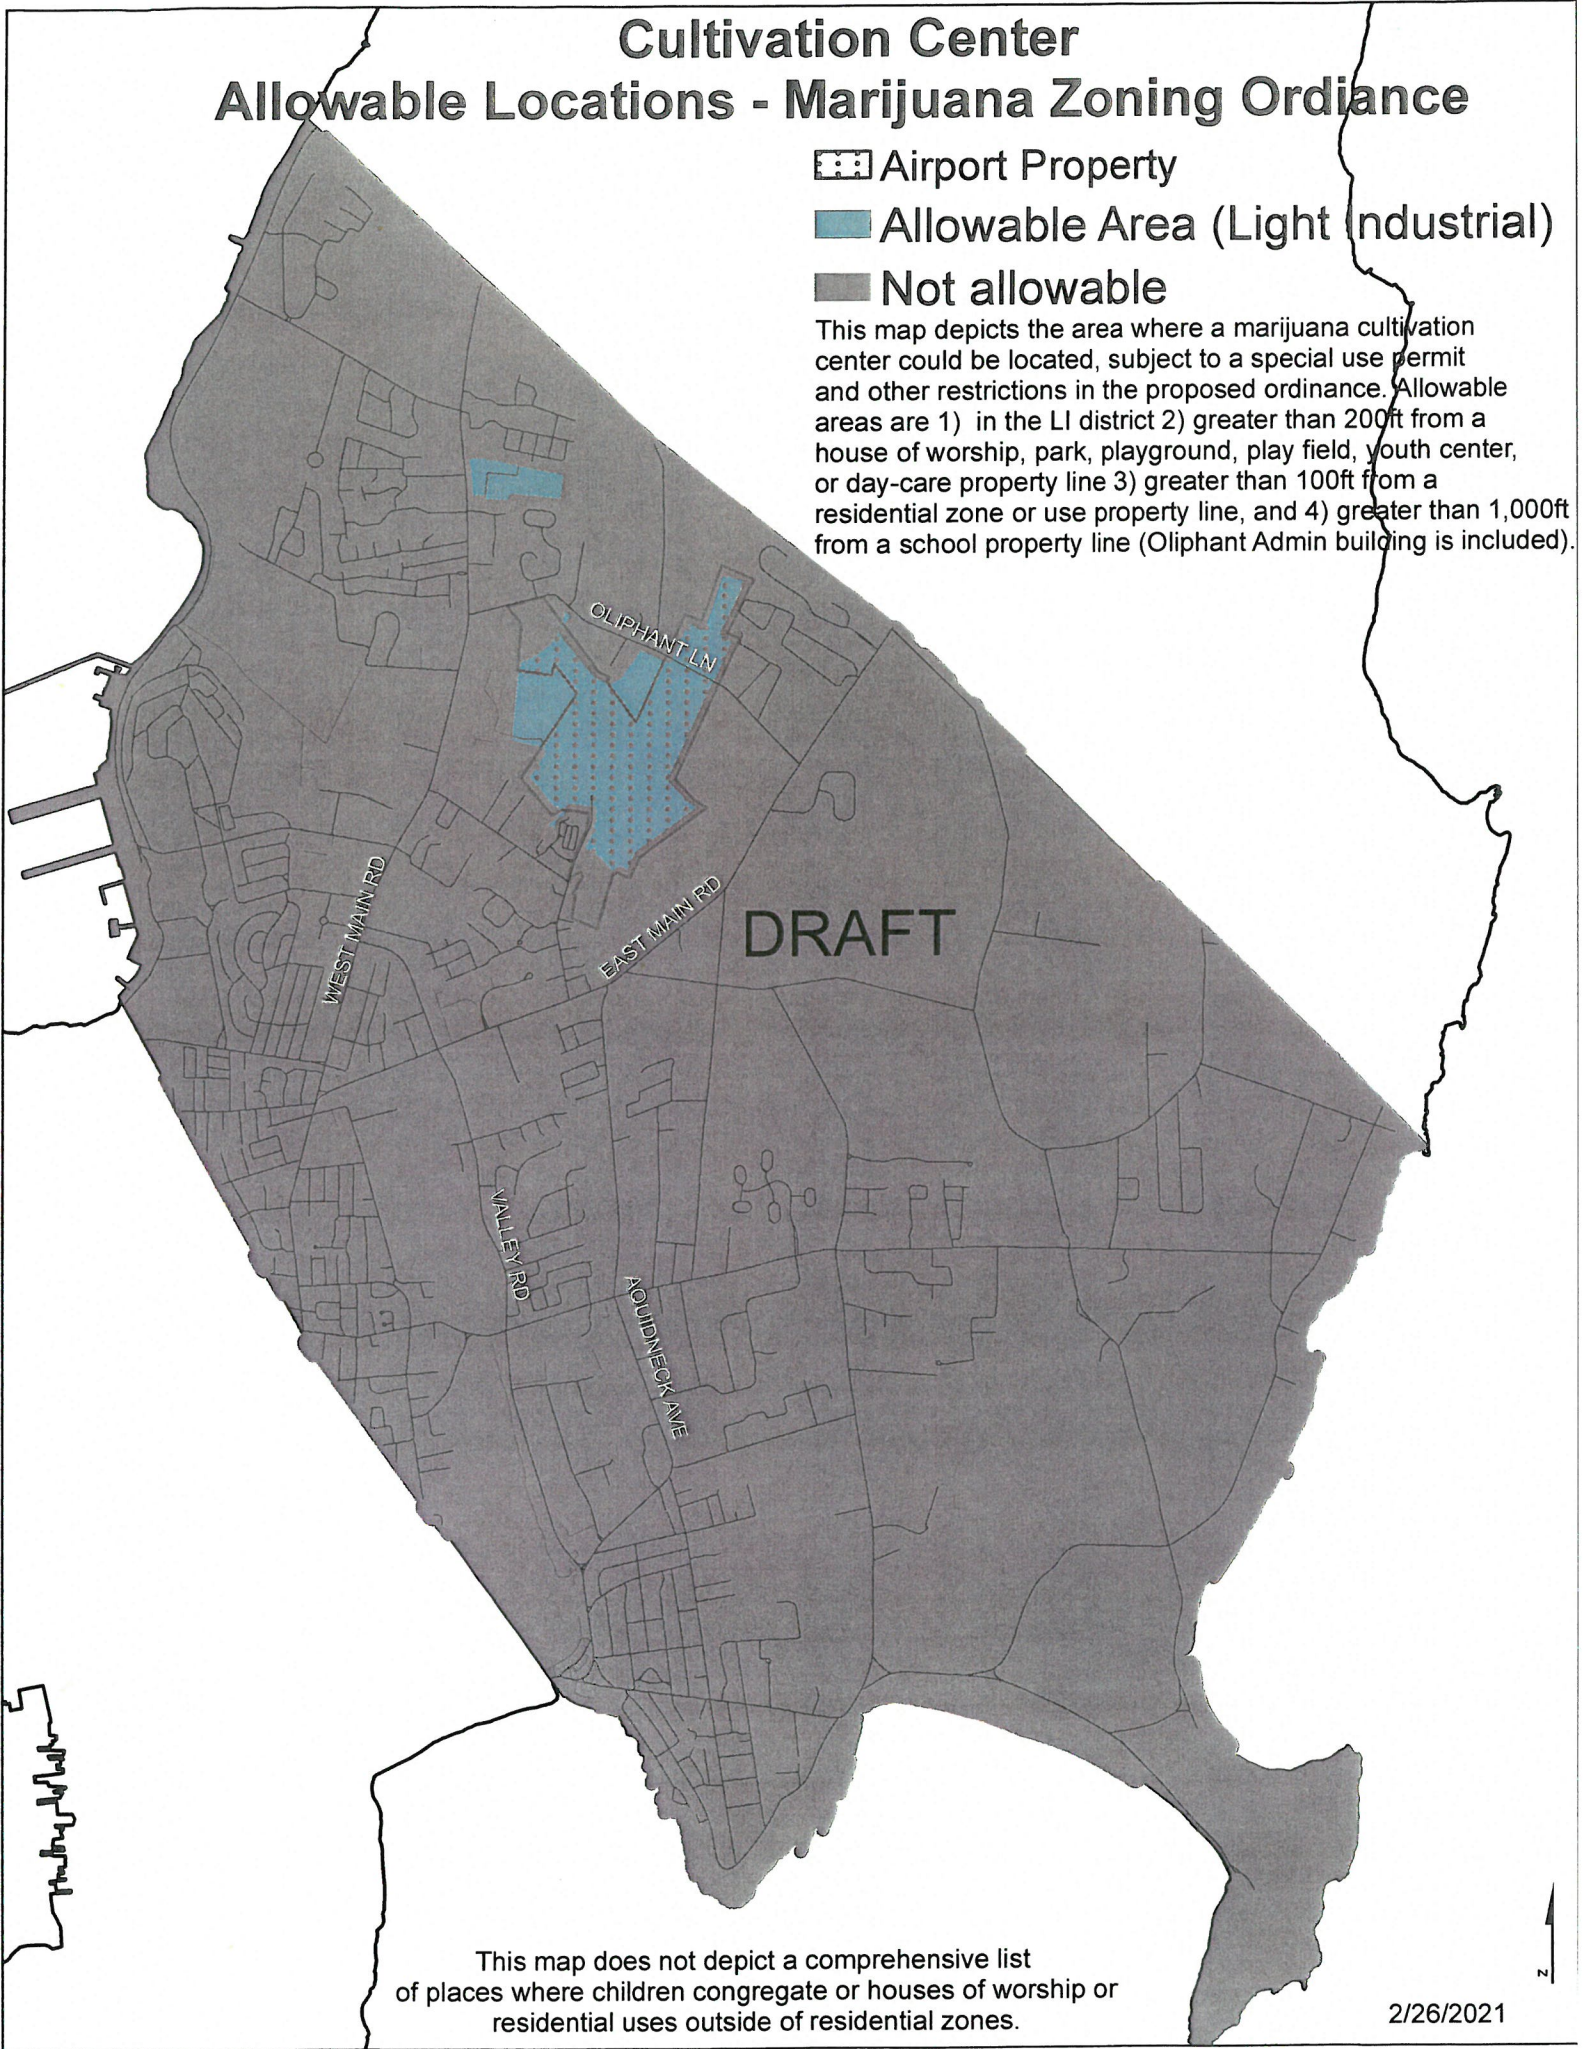 Cultivation Center
Allowable Locations - Marijuana Zoning Ordiance
Airport Property
Allowable Area (Light Industrial)
Not allowable
This map depicts the area where a marijuana cultivation
center could be located, subject to a special use permit
and other restrictions in the proposed ordinance. Allowable
areas are 1) in the LI district 2) greater than 200ft from a
house of worship, park, playground, play field, youth center,
or day-care property line 3) greater than 100ft from a
residential zone or use property line, and 4) greater than 1,000ft
from a school property line (Oliphant Admin building is included).
OLIPHANT LN
WEST MAIN RD
EAST MAIN RD
DRAFT
VALLEY RD
AQUIDNECK AVE
This map does not depict a comprehensive list
of places where children congregate or houses of worship or
residential uses outside of residential zones.
N
2/26/2021